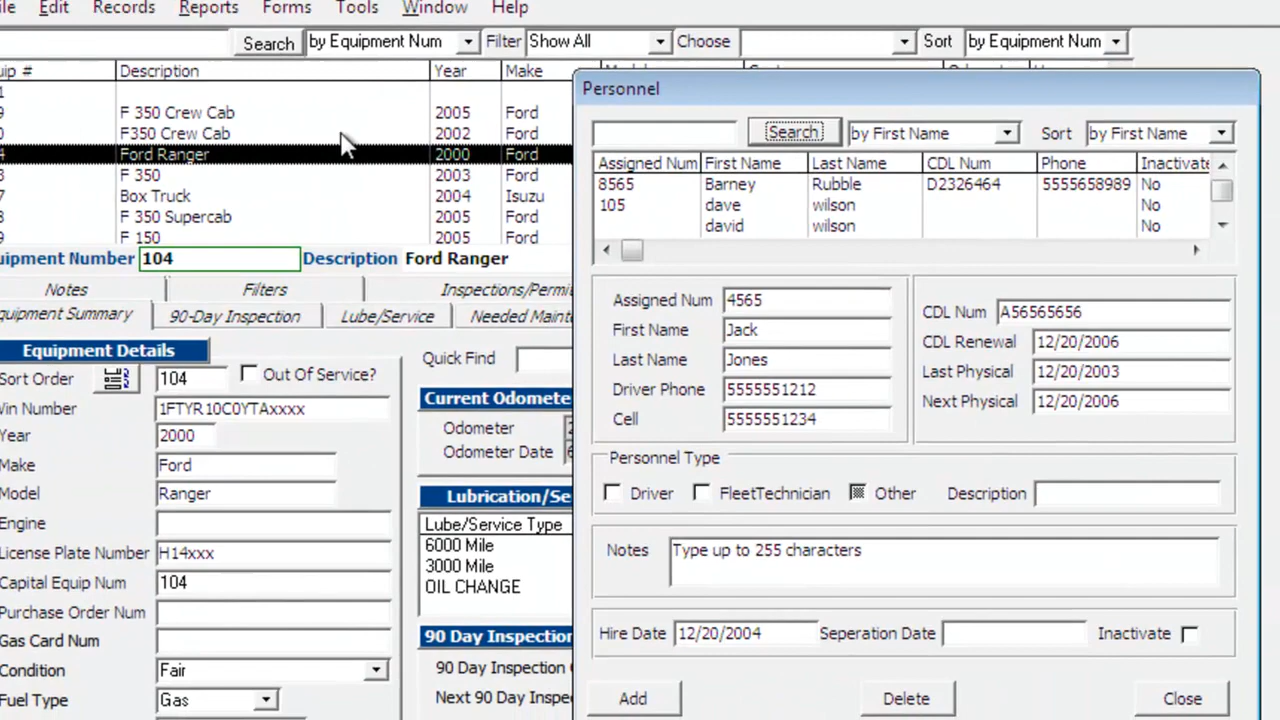 ile Edit Records Reports Forms Tools Window Help
Search by Equipment Num Filter Show All Choose Sort by Equipment Num
uip # Description Year Make
1
9 F 350 Crew Cab 2005 Ford
0 F350 Crew Cab 2002 Ford
4 Ford Ranger 2000 Ford
3 F 350 2003 Ford
7 Box Truck 2004 Isuzu
3 F 350 Supercab 2005 Ford
9 F 150 2005 Ford
uipment Number 104 Description Ford Ranger
Notes Filters Inspections/Permi
quipment Summary 90-Day Inspection Lube/Service Needed Maint
Equipment Details
Sort Order 104 Out Of Service?
Vin Number 1FTYR10C0YTAxxxx
Year 2000
Make Ford
Model Ranger
Engine
License Plate Number H14xxx
Capital Equip Num 104
Purchase Order Num
Gas Card Num
Condition Fair
Fuel Type Gas
Quick Find
Current Odomete
Odometer
Odometer Date
Lubrication/Se
Lube/Service Type
6000 Mile
3000 Mile
OIL CHANGE
90 Day Inspection
90 Day Inspection
Next 90 Day Inspe
Personnel
Search by First Name Sort by First Name
Assigned Num First Name Last Name CDL Num Phone Inactivate
8565 Barney Rubble D2326464 5555658989 No
105 dave wilson No
david wilson No
Assigned Num 4565
First Name Jack
Last Name Jones
Driver Phone 5555551212
Cell 5555551234
CDL Num A56565656
CDL Renewal 12/20/2006
Last Physical 12/20/2003
Next Physical 12/20/2006
Personnel Type
Driver FleetTechnician Other Description
Notes Type up to 255 characters
Hire Date 12/20/2004 Seperation Date Inactivate
Add Delete Close